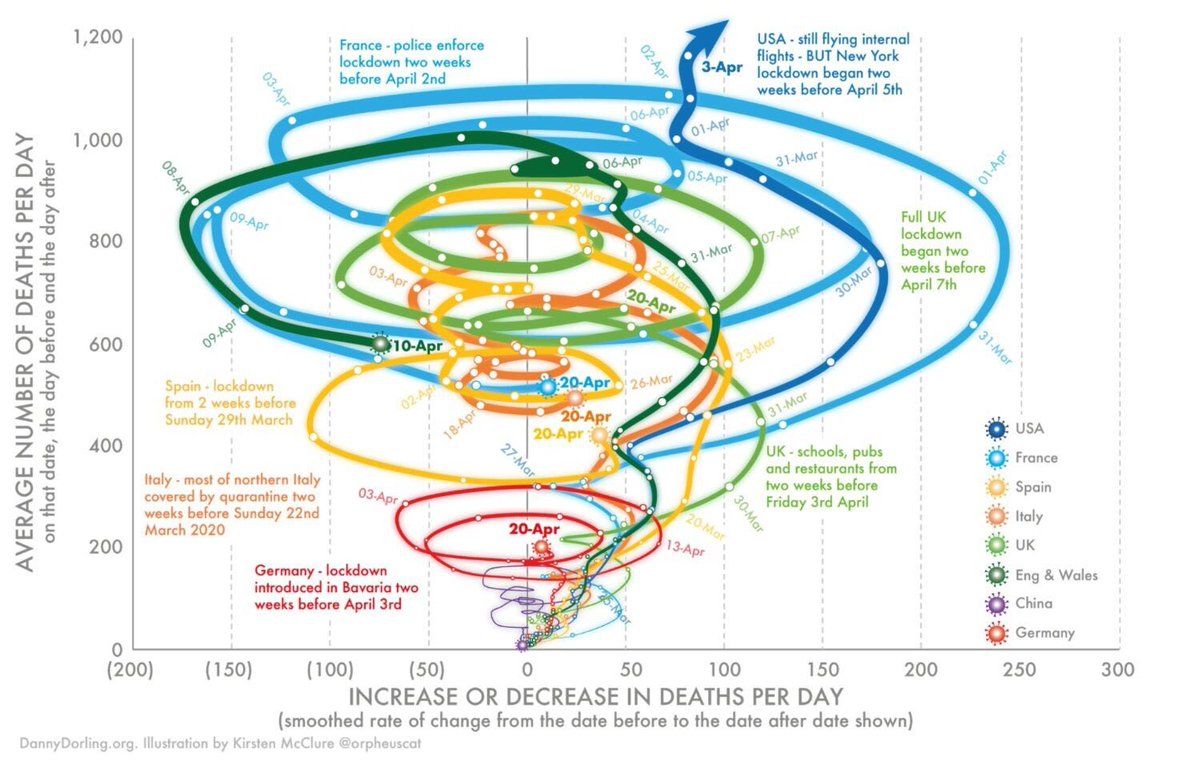 AVERAGE NUMBER OF DEATHS PER DAY
on that date, the day before and the day after
1,200
1,000
800
600
400
200
0
France - police enforce
lockdown two weeks
before April 2nd
USA - still flying internal
flights - BUT New York
lockdown began two
weeks before April 5th
3-Apr
02-Apr
03-Apr
06-Apr
01-Apr
31-Mar
06-Apr
05-Apr
01-Apr
08-Apr
09-Apr
29-Mar
04-Apr
07-Apr
31-Mar
30-Mar
Full UK
lockdown
began two
weeks before
April 7th
03-Apr
25-Mar
20-Apr
09-Apr
10-Apr
23-Mar
31-Mar
20-Apr
26-Mar
Spain - lockdown
from 2 weeks before
Sunday 29th March
02-Apr
18-Apr
20-Apr
20-Apr
31-Mar
27-Mar
UK - schools, pubs
and restaurants from
two weeks before
Friday 3rd April
Italy - most of northern Italy
covered by quarantine two
weeks before Sunday 22nd
March 2020
03-Apr
20-Apr
20-Mar
30-Mar
13-Apr
Germany - lockdown
introduced in Bavaria two
weeks before April 3rd
USA
France
Spain
Italy
UK
Eng & Wales
China
Germany
(200)
(150)
(100)
(50)
0
50
100
150
200
250
300
INCREASE OR DECREASE IN DEATHS PER DAY
(smoothed rate of change from the date before to the date after date shown)
DannyDorling.org. Illustration by Kirsten McClure @orpheuscat